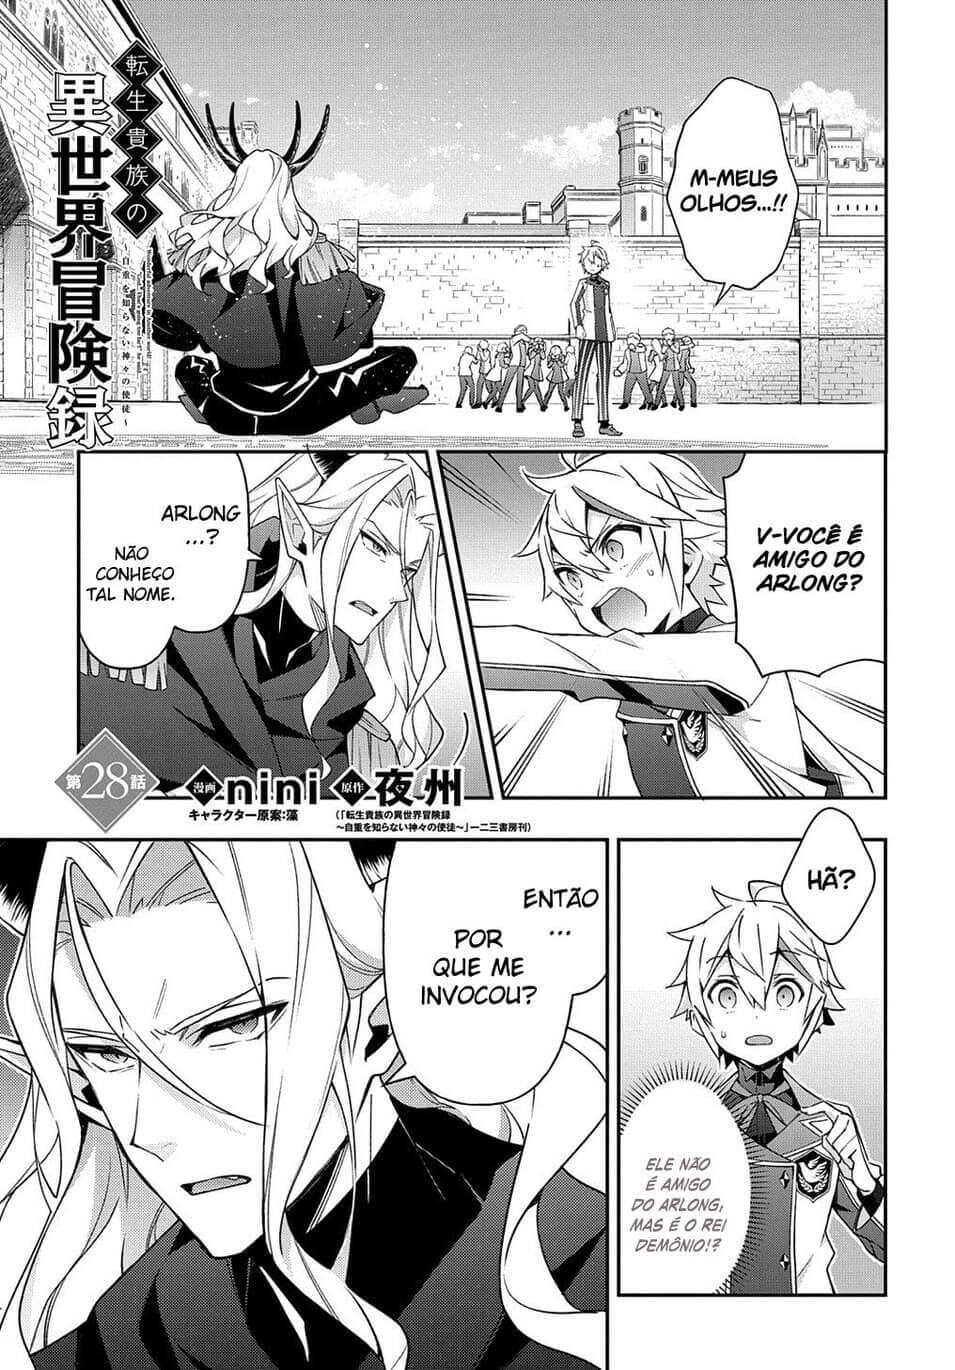 転生貴族の
異世界冒険録
～自重を知らない神々の使徒～
M-MEUS
OLHOS...!!
V-VOCÊ É
AMIGO DO
ARLONG?
ARLONG
...?
NÃO
CONHEÇO
TAL NOME.
第28話
漫画 nini 原作 夜州
キャラクター原案:藻
(「転生貴族の異世界冒険録
～自重を知らない神々の使徒～」一二三書房刊)
HÃ?
ELE NÃO
É AMIGO
DO ARLONG,
MAS É O REI
DEMÔNIO!?
ENTÃO
...
POR
QUE ME
INVOCOU?